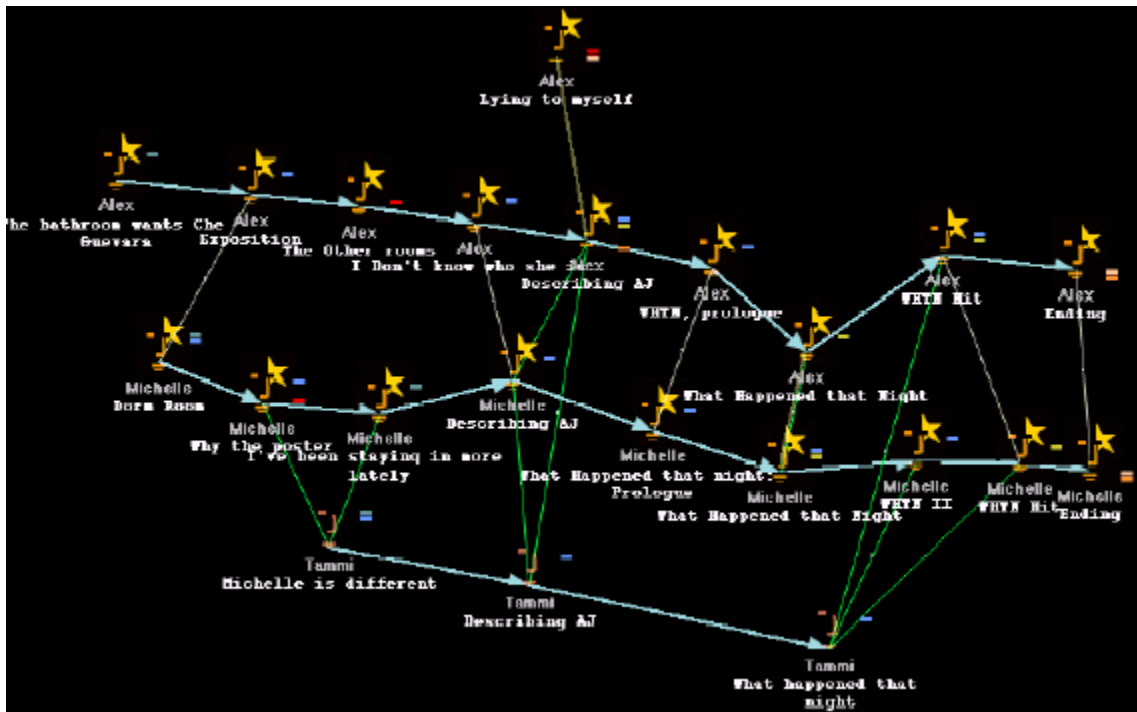 Alex
Lying to myself
Alex
The bathroom wants Che
Guevara
Alex
Exposition
Alex
The Other rooms
Alex
I Don't know who she is
Alex
Describing AJ
Alex
WHTN, prologue
Alex
What Happened that Night
Alex
WHTN Hit
Alex
Ending
Michelle
Dorm Room
Michelle
Why the poster
Michelle
I've been staying in more
lately
Michelle
Describing AJ
Michelle
What Happened that night:
Prologue
Michelle
What Happened that Night
Michelle
WHTN II
Michelle
WHTN Hit
Michelle
Ending
Tammi
Michelle is different
Tammi
Describing AJ
Tammi
What happened that
night